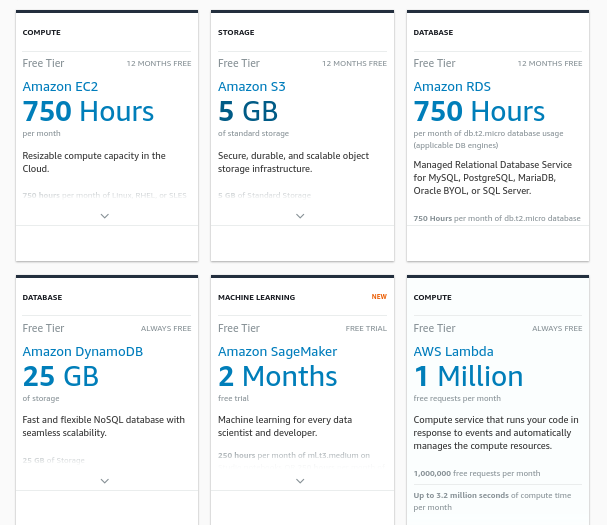 COMPUTE
Free Tier 12 MONTHS FREE
Amazon EC2
750 Hours
per month
Resizable compute capacity in the
Cloud.
750 hours per month of Linux, RHEL, or SLES
STORAGE
Free Tier 12 MONTHS FREE
Amazon S3
5 GB
of standard storage
Secure, durable, and scalable object
storage infrastructure.
5 GB of Standard Storage
DATABASE
Free Tier 12 MONTHS FREE
Amazon RDS
750 Hours
per month of db.t2.micro database usage
(applicable DB engines)
Managed Relational Database Service
for MySQL, PostgreSQL, MariaDB,
Oracle BYOL, or SQL Server.
750 Hours per month of db.t2.micro database
DATABASE
Free Tier ALWAYS FREE
Amazon DynamoDB
25 GB
of storage
Fast and flexible NoSQL database with
seamless scalability.
25 GB of Storage
MACHINE LEARNING NEW
Free Tier FREE TRIAL
Amazon SageMaker
2 Months
free trial
Machine learning for every data
scientist and developer.
250 hours per month of ml.t3.medium on
COMPUTE
Free Tier ALWAYS FREE
AWS Lambda
1 Million
free requests per month
Compute service that runs your code in
response to events and automatically
manages the compute resources.
1,000,000 free requests per month
Up to 3.2 million seconds of compute time
per month